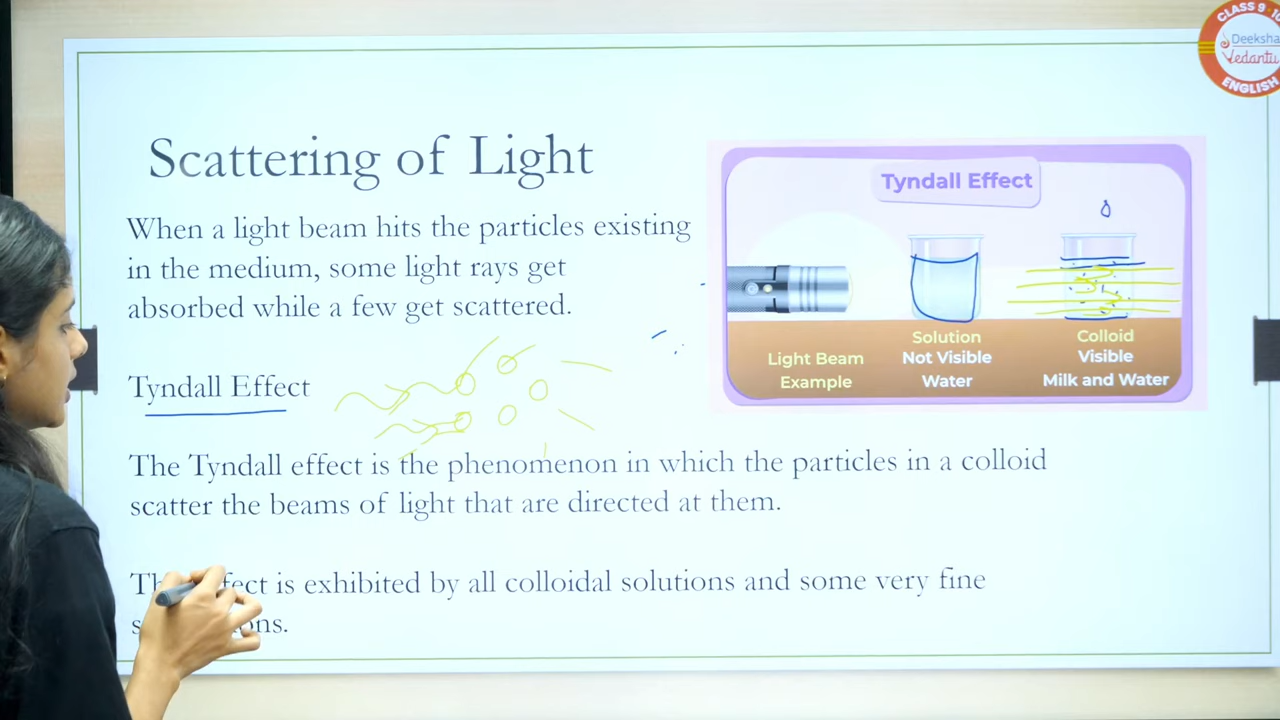 CLASS 9-10
Deeksha
Vedantu
ENGLISH
Scattering of Light
When a light beam hits the particles existing
in the medium, some light rays get
absorbed while a few get scattered.
Tyndall Effect
Tyndall Effect
Light Beam
Example
Solution
Not Visible
Water
Colloid
Visible
Milk and Water
The Tyndall effect is the phenomenon in which the particles in a colloid
scatter the beams of light that are directed at them.
is exhibited by all colloidal solutions and some very fine